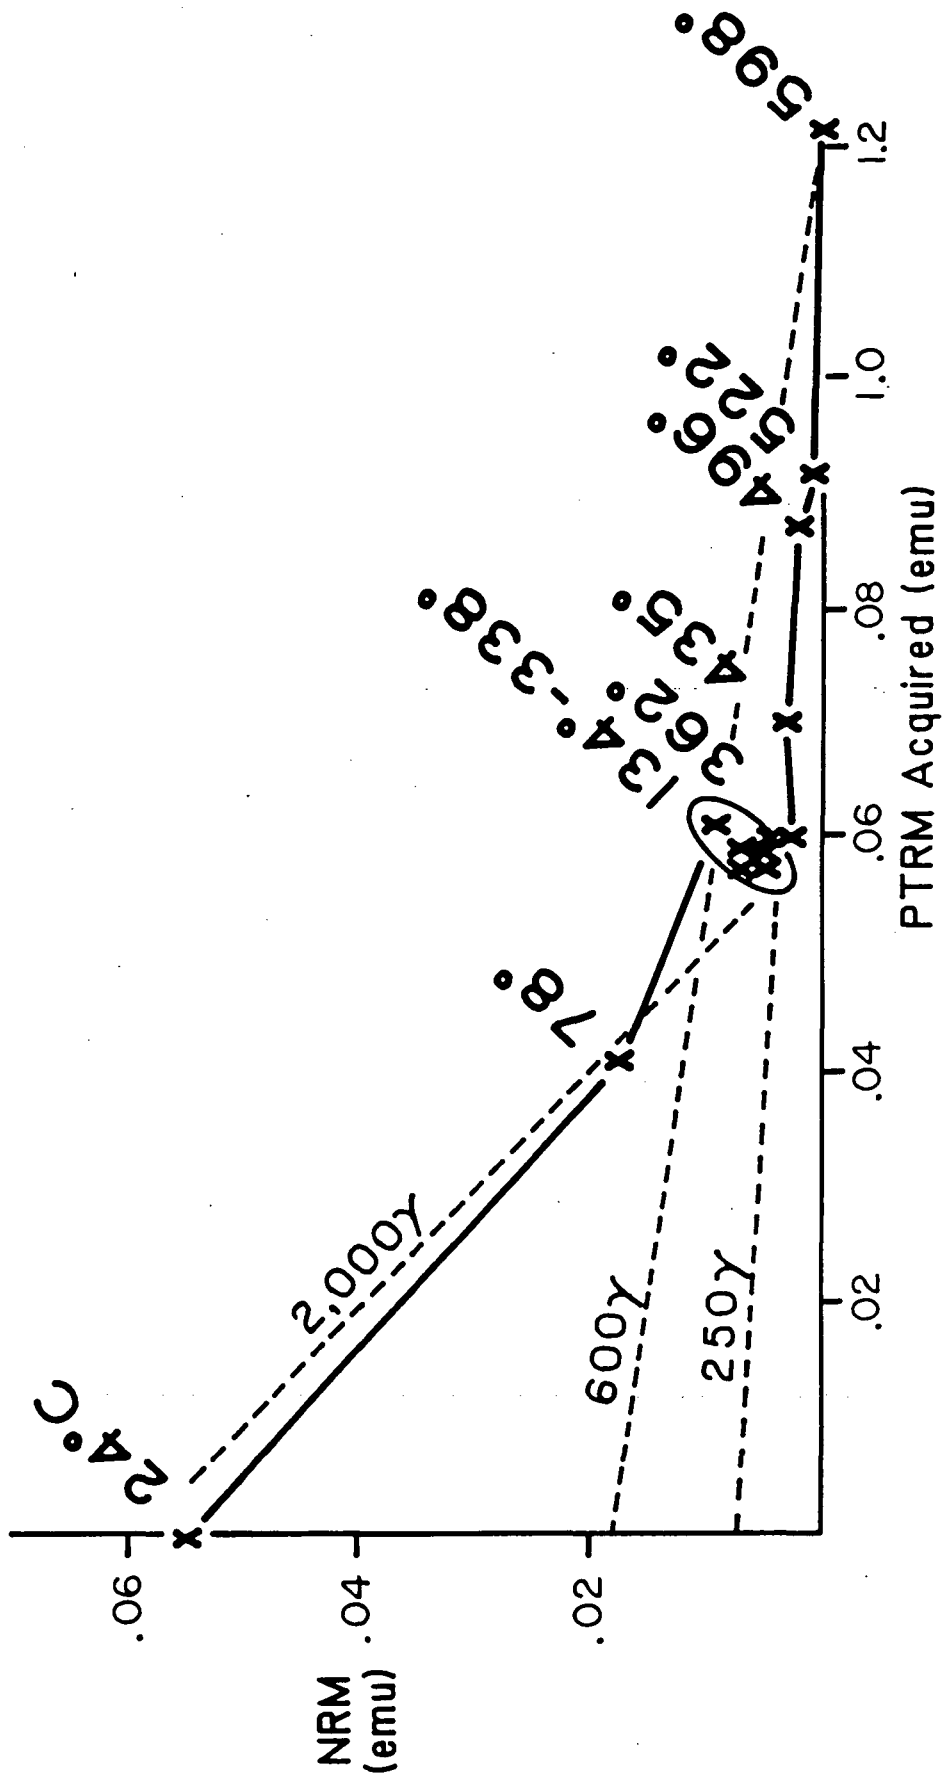 24°C
2,000γ
78°
134°-338°
362°
435°
496°
522°
598°
600γ
250γ
NRM
(emu)
.06
.04
.02
.02
.04
.06
.08
1.0
1.2
PTRM Acquired (emu)